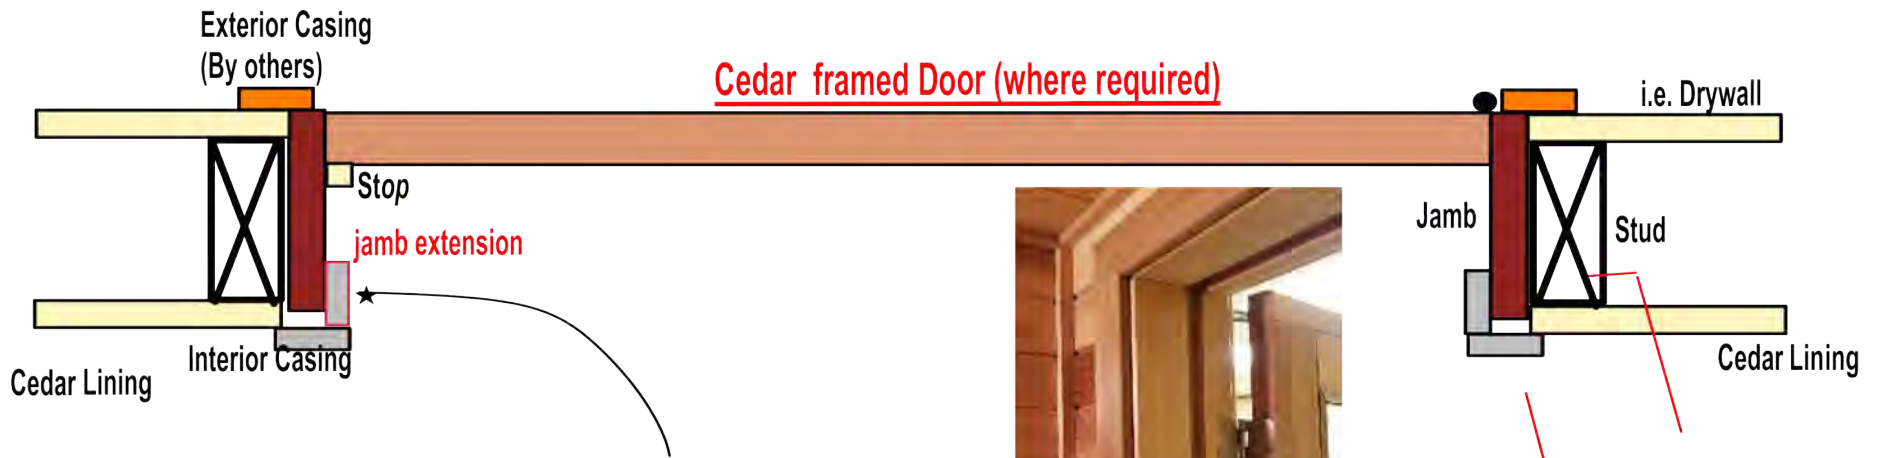 Exterior Casing
(By others)
Cedar framed Door (where required)
i.e. Drywall
Stop
Jamb
Stud
jamb extension
Interior Casing
Cedar Lining
Cedar Lining